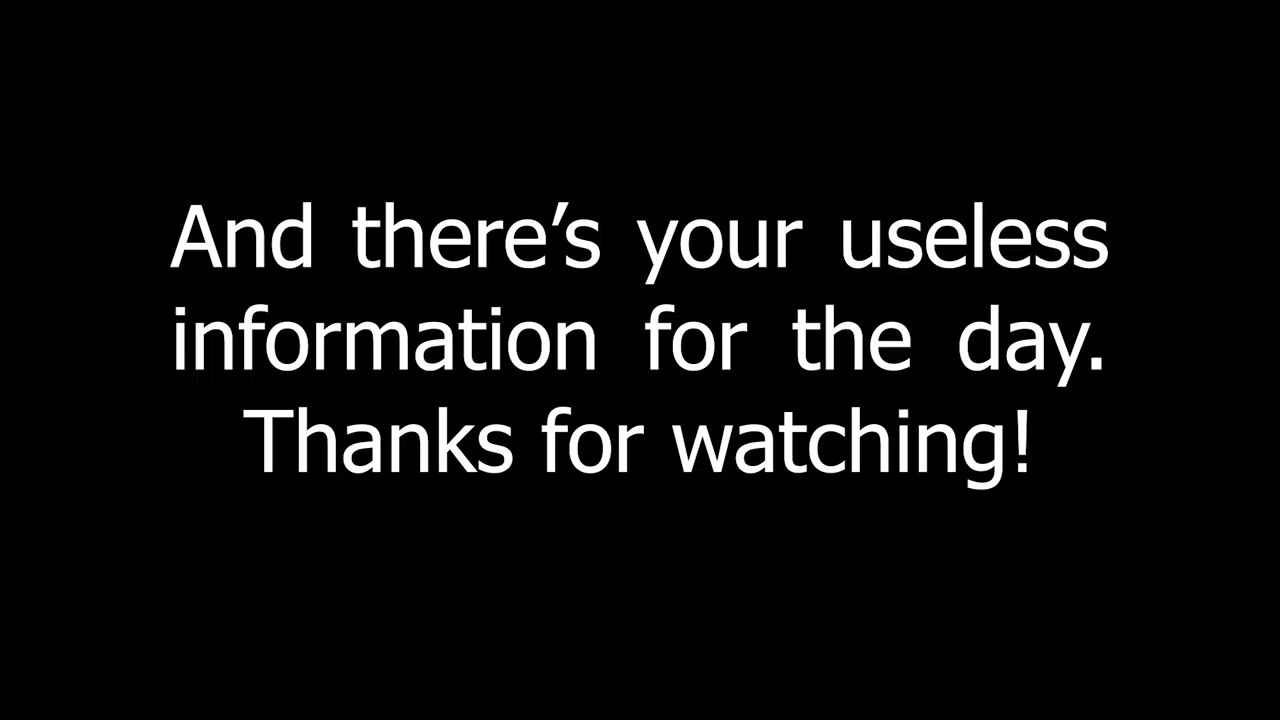 And there’s your useless
information for the day.
Thanks for watching!